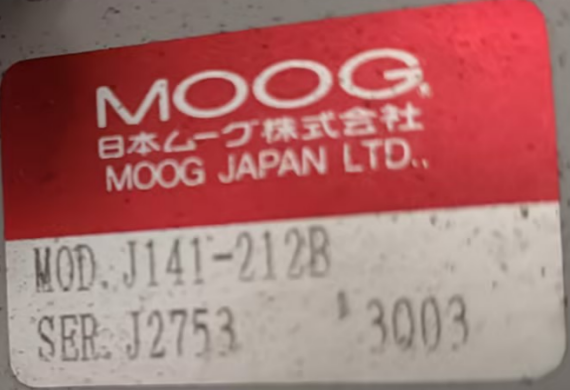 MOOG
日本ムーグ株式会社
MOOG JAPAN LTD.,
MOD. J141-212B
SER. J2753 '3003